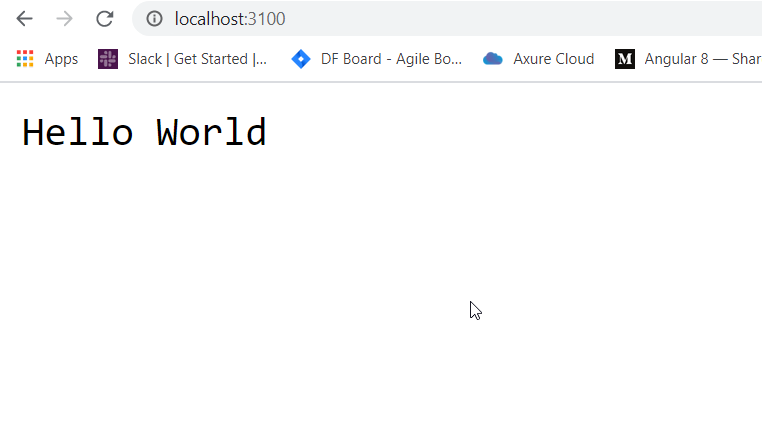 localhost:3100
Apps Slack | Get Started |... DF Board - Agile Bo... Axure Cloud M Angular 8 — Shar
Hello World